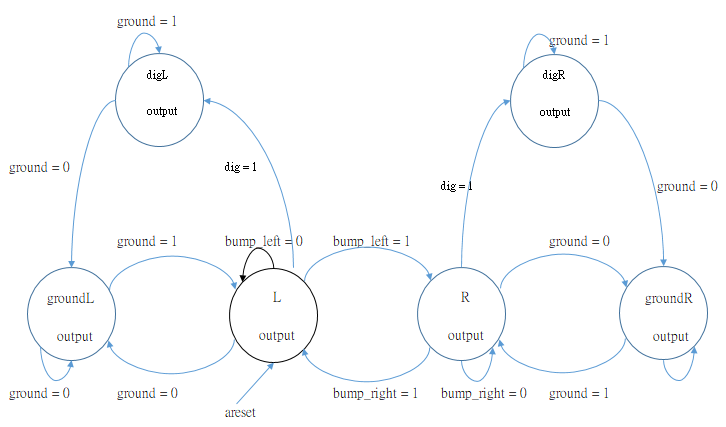 ground = 1
ground = 1
digL
output
digR
output
ground = 0
dig = 1
dig = 1
ground = 0
ground = 1
bump_left = 0
bump_left = 1
ground = 0
groundL
output
L
output
R
output
groundR
output
ground = 0
ground = 0
bump_right = 1
bump_right = 0
ground = 1
areset